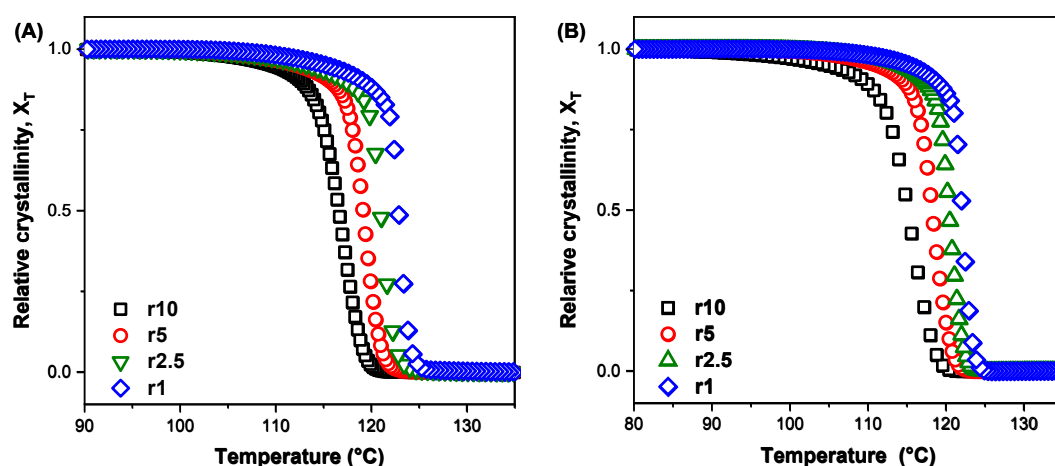 (A)
Relative crystallinity, X_T
1.0
0.5
0.0
r10
r5
r2.5
r1
90
100
110
120
130
Temperature (°C)
(B)
Relarive crystallinity, X_T
1.0
0.5
0.0
r10
r5
r2.5
r1
80
90
100
110
120
130
Temperature (°C)